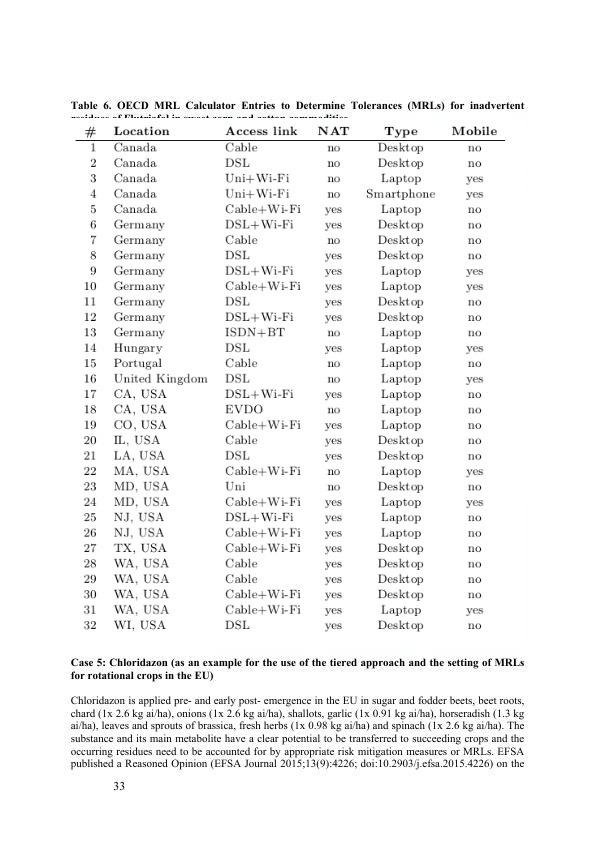 Table 6. OECD MRL Calculator Entries to Determine Tolerances (MRLs) for inadvertent
residues of Flutriafol in sweet corn and cotton commodities
# Location Access link NAT Type Mobile
1 Canada Cable no Desktop no
2 Canada DSL no Desktop no
3 Canada Uni+Wi-Fi no Laptop yes
4 Canada Uni+Wi-Fi no Smartphone yes
5 Canada Cable+Wi-Fi yes Laptop no
6 Germany DSL+Wi-Fi yes Desktop no
7 Germany Cable no Desktop no
8 Germany DSL yes Desktop no
9 Germany DSL+Wi-Fi yes Laptop yes
10 Germany Cable+Wi-Fi yes Laptop yes
11 Germany DSL yes Desktop no
12 Germany DSL+Wi-Fi yes Desktop no
13 Germany ISDN+BT no Laptop no
14 Hungary DSL yes Laptop yes
15 Portugal Cable no Laptop no
16 United Kingdom DSL no Laptop yes
17 CA, USA DSL+Wi-Fi yes Laptop no
18 CA, USA EVDO no Laptop no
19 CO, USA Cable+Wi-Fi yes Laptop no
20 IL, USA Cable yes Desktop no
21 LA, USA DSL yes Desktop no
22 MA, USA Cable+Wi-Fi no Laptop yes
23 MD, USA Uni no Desktop no
24 MD, USA Cable+Wi-Fi yes Laptop yes
25 NJ, USA DSL+Wi-Fi yes Laptop no
26 NJ, USA Cable+Wi-Fi yes Laptop no
27 TX, USA Cable+Wi-Fi yes Desktop no
28 WA, USA Cable yes Desktop no
29 WA, USA Cable yes Desktop no
30 WA, USA Cable+Wi-Fi yes Desktop no
31 WA, USA Cable+Wi-Fi yes Laptop yes
32 WI, USA DSL yes Desktop no
Case 5: Chloridazon (as an example for the use of the tiered approach and the setting of MRLs
for rotational crops in the EU)
Chloridazon is applied pre- and early post- emergence in the EU in sugar and fodder beets, beet roots,
chard (1x 2.6 kg ai/ha), onions (1x 2.6 kg ai/ha), shallots, garlic (1x 0.91 kg ai/ha), horseradish (1.3 kg
ai/ha), leaves and sprouts of brassica, fresh herbs (1x 0.98 kg ai/ha) and spinach (1x 2.6 kg ai/ha). The
substance and its main metabolite have a clear potential to be transferred to succeeding crops and the
occurring residues need to be accounted for by appropriate risk mitigation measures or MRLs. EFSA
published a Reasoned Opinion (EFSA Journal 2015;13(9):4226; doi:10.2903/j.efsa.2015.4226) on the
33